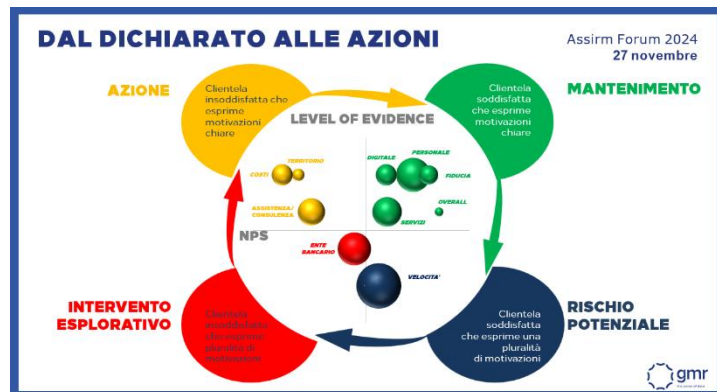 DAL DICHIARATO ALLE AZIONI
Assirm Forum 2024
27 novembre
AZIONE
Clientela
insoddisfatta che
esprime
motivazioni
chiare
Clientela
soddisfatta
che esprime
motivazioni
chiare
MANTENIMENTO
LEVEL OF EVIDENCE
COSTI
TERRITORIO
DIGITALE
PERSONALE
FIDUCIA
ASSISTENZA/
CONSULENZA
OVERALL
SERVIZI
NPS
ENTE
BANCARIO
VELOCITA'
INTERVENTO
ESPLORATIVO
Clientela
insoddisfatta
che esprime
pluralità di
motivazioni
Clientela
soddisfatta
che esprime una
pluralità
di motivazioni
RISCHIO
POTENZIALE
gmr